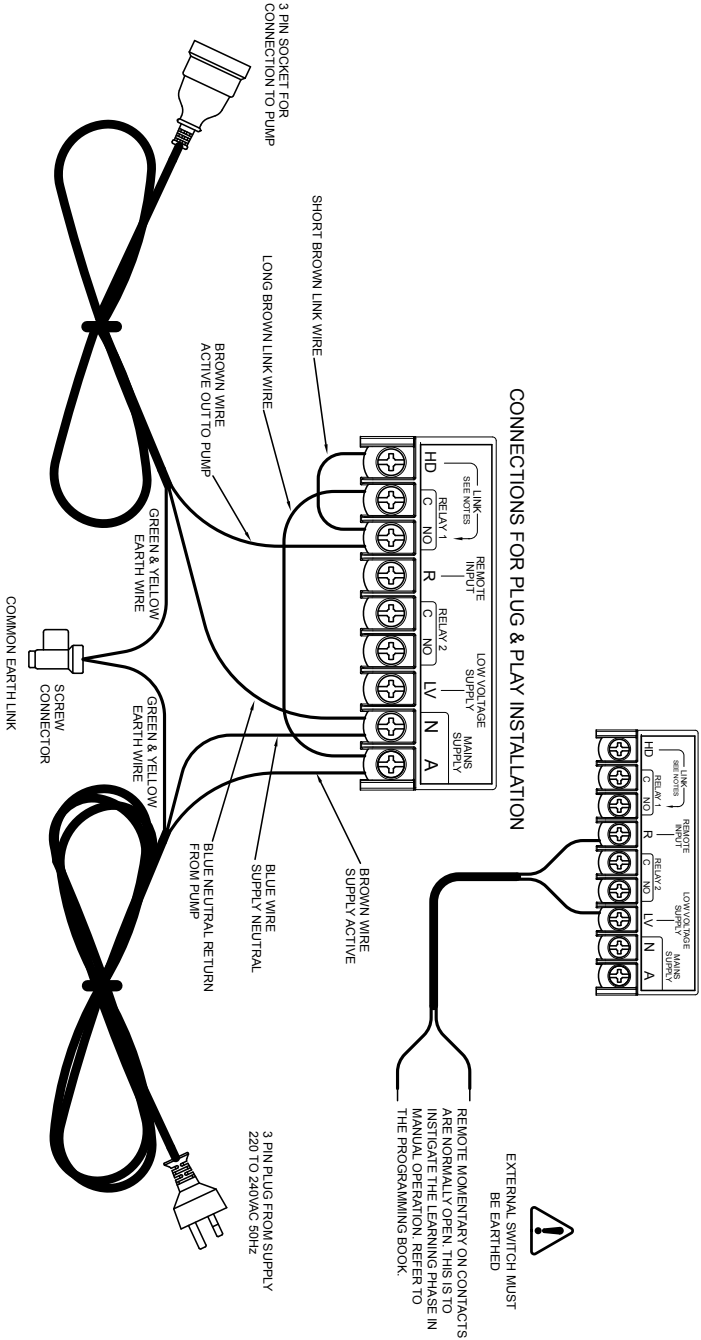 HD
LINK
SEE NOTES
RELAY 1
C
NO
REMOTE
INPUT
R
RELAY 2
C
NO
LOW VOLTAGE
SUPPLY
LV
MAINS
SUPPLY
N
A
EXTERNAL SWITCH MUST
BE EARTHED
REMOTE MOMENTARY ON CONTACTS
ARE NORMALLY OPEN. THIS IS TO
INSTIGATE THE LEARNING PHASE IN
MANUAL OPERATION. REFER TO
THE PROGRAMMING BOOK.
CONNECTIONS FOR PLUG & PLAY INSTALLATION
HD
LINK
SEE NOTES
RELAY 1
C
NO
REMOTE
INPUT
R
RELAY 2
C
NO
LOW VOLTAGE
SUPPLY
LV
MAINS
SUPPLY
N
A
SHORT BROWN LINK WIRE
LONG BROWN LINK WIRE
BROWN WIRE
ACTIVE OUT TO PUMP
BROWN WIRE
SUPPLY ACTIVE
BLUE WIRE
SUPPLY NEUTRAL
BLUE NEUTRAL RETURN
FROM PUMP
3 PIN SOCKET FOR
CONNECTION TO PUMP
GREEN & YELLOW
EARTH WIRE
GREEN & YELLOW
EARTH WIRE
3 PIN PLUG FROM SUPPLY
220 TO 240VAC 50Hz
SCREW
CONNECTOR
COMMON EARTH LINK